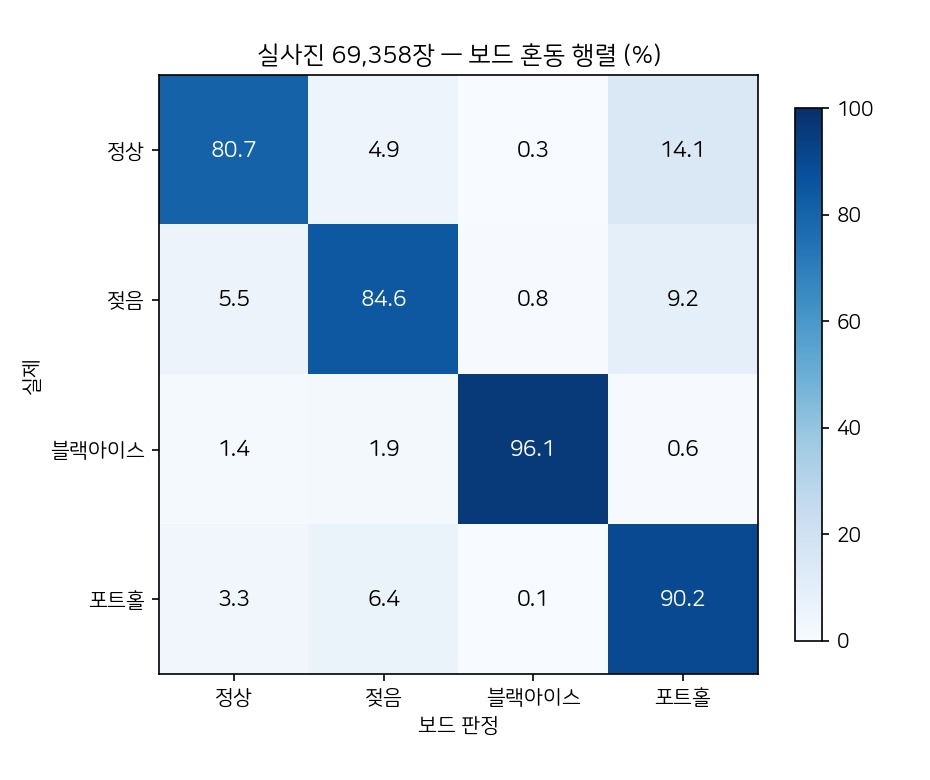 실사진 69,358장 — 보드 혼동 행렬 (%)
정상 80.7 4.9 0.3 14.1
젖음 5.5 84.6 0.8 9.2
블랙아이스 1.4 1.9 96.1 0.6
포트홀 3.3 6.4 0.1 90.2
정상 젖음 블랙아이스 포트홀
보드 판정
실제
100
80
60
40
20
0